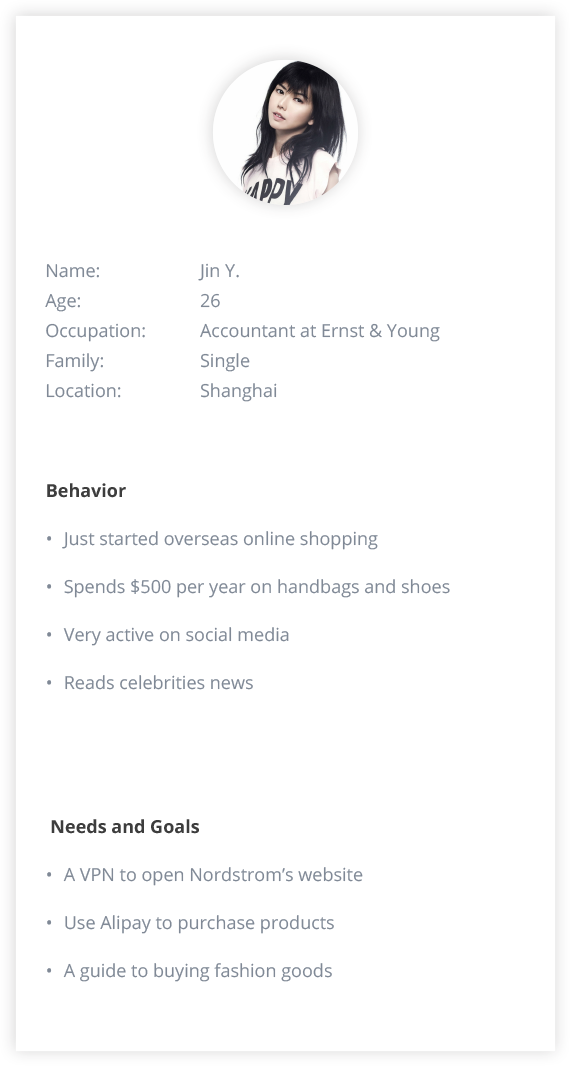 HAPPY
Name: Jin Y.
Age: 26
Occupation: Accountant at Ernst & Young
Family: Single
Location: Shanghai
Behavior
• Just started overseas online shopping
• Spends $500 per year on handbags and shoes
• Very active on social media
• Reads celebrities news
Needs and Goals
• A VPN to open Nordstrom’s website
• Use Alipay to purchase products
• A guide to buying fashion goods